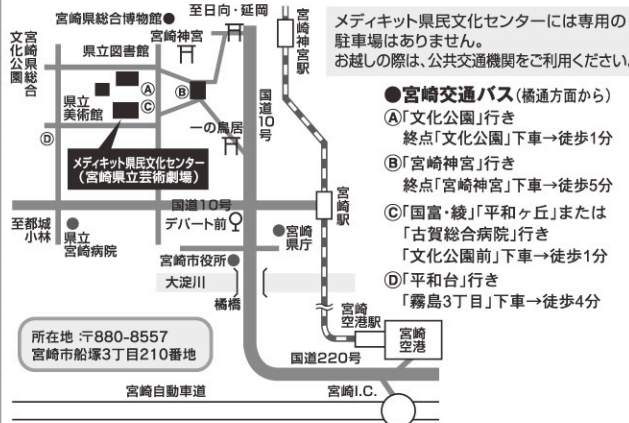 宮崎県総合博物館
至日向・延岡
宮崎神宮駅
宮崎県総合文化公園
県立図書館
宮崎神宮
Ⓐ
Ⓑ
県立美術館
Ⓒ
国道10号
Ⓓ
一の鳥居
メディキット県民文化センター
(宮崎県立芸術劇場)
国道10号
宮崎駅
至都城
小林
県立
宮崎病院
デパート前
宮崎県庁
宮崎市役所
大淀川
橘橋
宮崎空港駅
宮崎空港
所在地:〒880-8557
宮崎市船塚3丁目210番地
国道220号
宮崎自動車道
宮崎I.C.
メディキット県民文化センターには専用の
駐車場はありません。
お越しの際は、公共交通機関をご利用ください。
●宮崎交通バス(橘通方面から)
Ⓐ「文化公園」行き
終点「文化公園」下車→徒歩1分
Ⓑ「宮崎神宮」行き
終点「宮崎神宮」下車→徒歩5分
Ⓒ「国富・綾」「平和ヶ丘」または
「古賀総合病院」行き
「文化公園前」下車→徒歩1分
Ⓓ「平和台」行き
「霧島3丁目」下車→徒歩4分